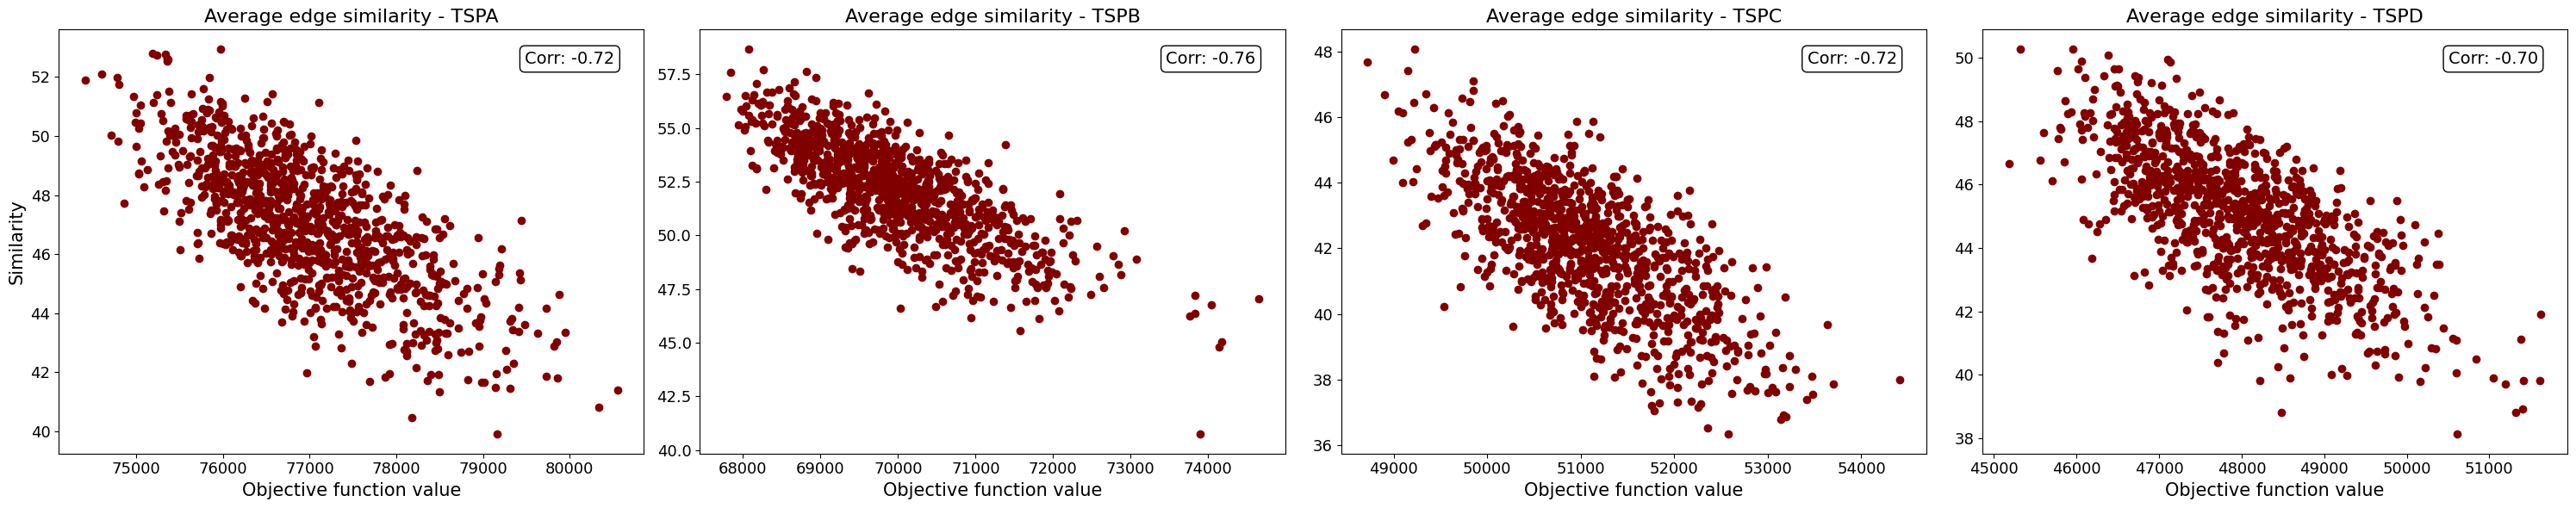 Average edge similarity - TSPA
Corr: -0.72
Similarity
52
50
48
46
44
42
40
75000 76000 77000 78000 79000 80000
Objective function value
Average edge similarity - TSPB
Corr: -0.76
57.5
55.0
52.5
50.0
47.5
45.0
42.5
40.0
68000 69000 70000 71000 72000 73000 74000
Objective function value
Average edge similarity - TSPC
Corr: -0.72
48
46
44
42
40
38
36
49000 50000 51000 52000 53000 54000
Objective function value
Average edge similarity - TSPD
Corr: -0.70
50
48
46
44
42
40
38
45000 46000 47000 48000 49000 50000 51000
Objective function value